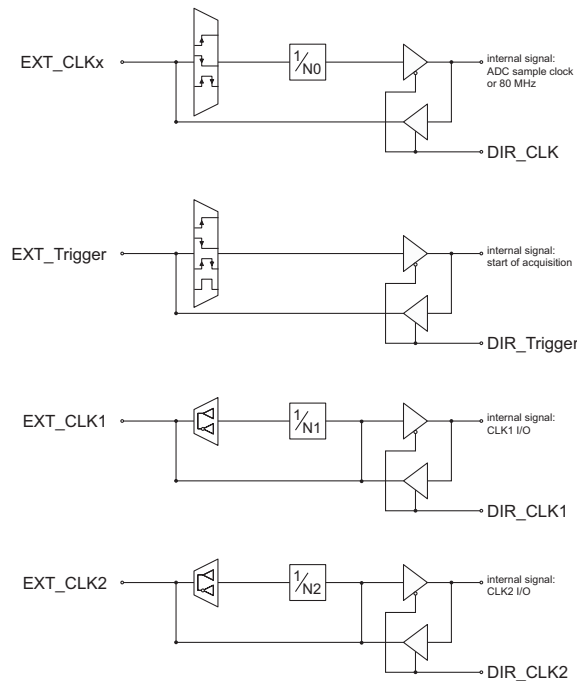 EXT_CLKx
1/N0
internal signal:
ADC sample clock
or 80 MHz
DIR_CLK
EXT_Trigger
internal signal:
start of acquisition
DIR_Trigger
EXT_CLK1
1/N1
internal signal:
CLK1 I/O
DIR_CLK1
EXT_CLK2
1/N2
internal signal:
CLK2 I/O
DIR_CLK2